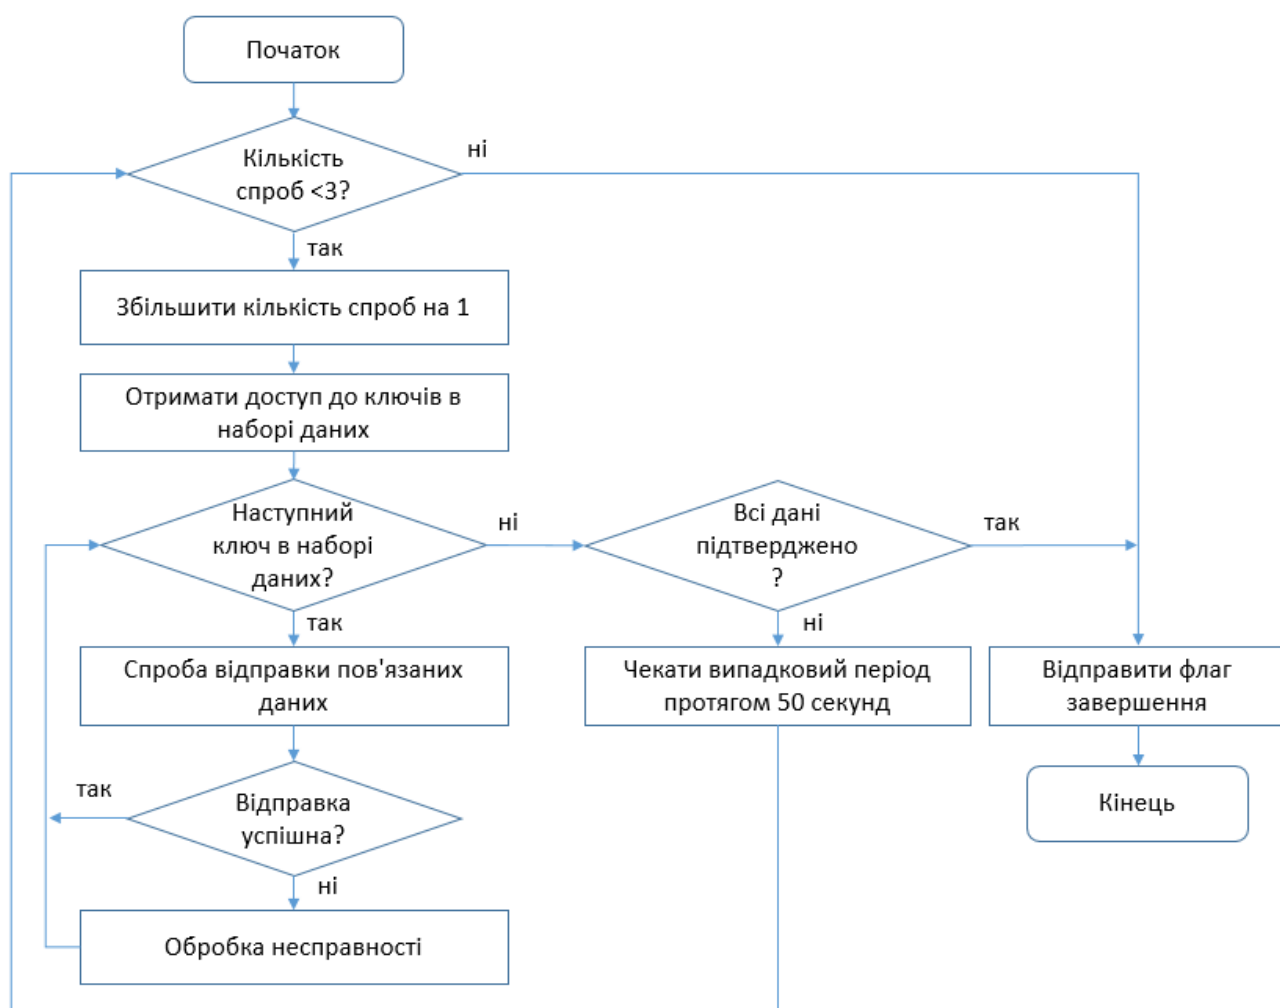 Початок
Кількість
спроб <3?
ні
так
Збільшити кількість спроб на 1
Отримати доступ до ключів в
наборі даних
Наступний
ключ в наборі
даних?
ні
Всі дані
підтверджено
?
так
так
ні
Спроба відправки пов'язаних
даних
Чекати випадковий період
протягом 50 секунд
Відправити флаг
завершення
так
Відправка
успішна?
Кінець
ні
Обробка несправності